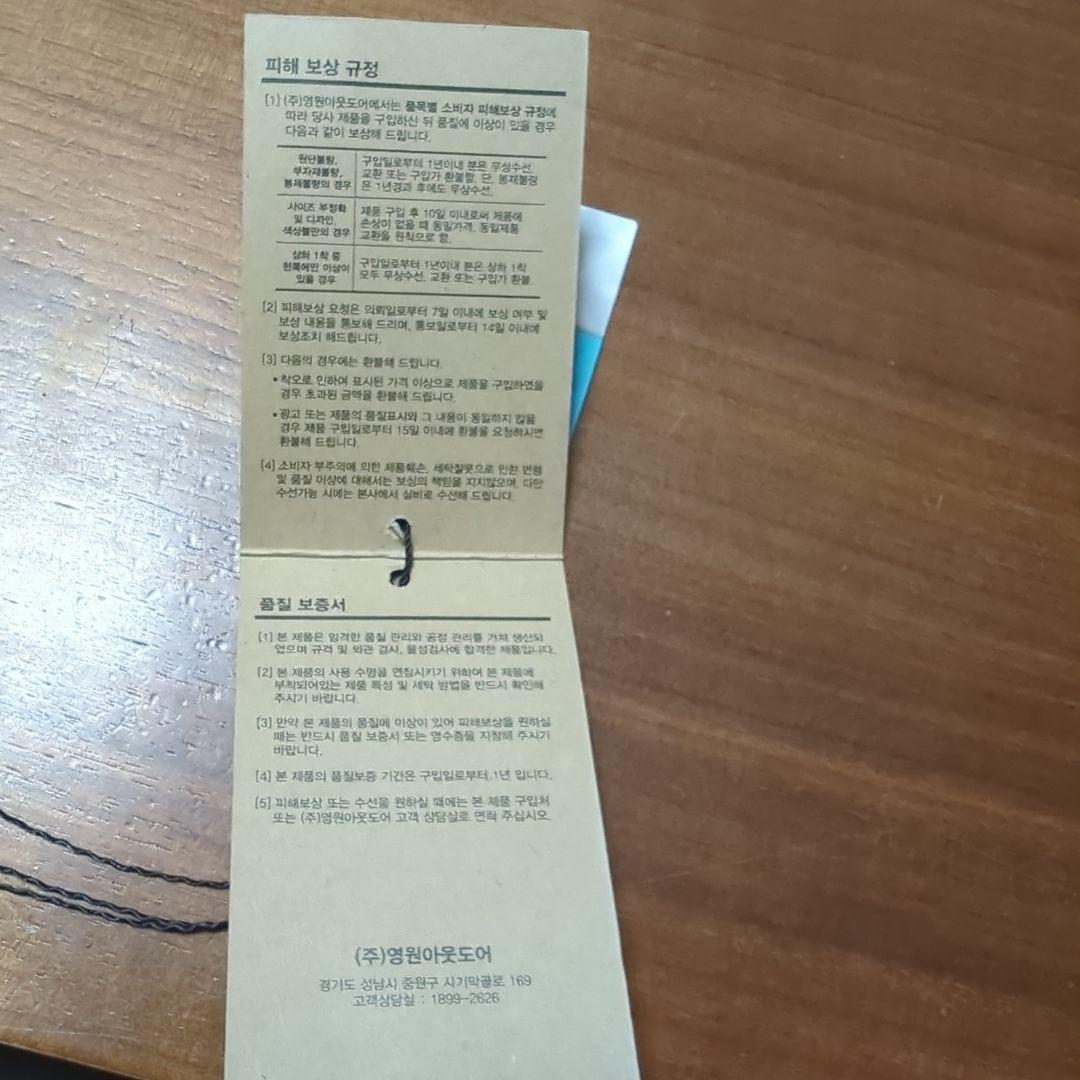 피해 보상 규정
[1] (주)영원아웃도어에서는 품목별 소비자 피해보상 규정에
따라 당사 제품을 구입하신 뒤 품질에 이상이 있을 경우
다음과 같이 보상해 드립니다.
원단불량,
부자재불량,
봉제불량의 경우
구입일로부터 1년이내 분은 무상수선,
교환 또는 구입가 환불함. 단, 봉제불량
은 1년경과 후에도 무상수선.
사이즈 부정확
및 디자인,
색상불만의 경우
제품 구입 후 10일 이내로써 제품에
손상이 없을 때 동일가격, 동일제품
교환을 원칙으로 함.
상하 1착 중
한쪽에만 이상이
있을 경우
구입일로부터 1년이내 분은 상하 1착
모두 무상수선, 교환 또는 구입가 환불.
[2] 피해보상 요청은 의뢰일로부터 7일 이내에 보상 여부 및
보상 내용을 통보해 드리며, 통보일로부터 14일 이내에
보상조치 해드립니다.
[3] 다음의 경우에는 환불해 드립니다.
• 착오로 인하여 표시된 가격 이상으로 제품을 구입하였을
경우 초과된 금액을 환불해 드립니다.
• 광고 또는 제품의 품질표시와 그 내용이 동일하지 않을
경우 제품 구입일로부터 15일 이내에 환불을 요청하시면
환불해 드립니다.
[4] 소비자 부주의에 의한 제품훼손, 세탁잘못으로 인한 변형
및 품질 이상에 대해서는 보상의 책임을 지지않으며, 다만
수선가능 시에는 본사에서 실비로 수선해 드립니다.
품질 보증서
[1] 본 제품은 엄격한 품질 관리와 공정 관리를 거쳐 생산되
었으며 규격 및 외관 검사, 물성검사에 합격한 제품입니다.
[2] 본 제품의 사용 수명을 연장시키기 위하여 본 제품에
부착되어있는 제품 특성 및 세탁 방법을 반드시 확인해
주시기 바랍니다.
[3] 만약 본 제품의 품질에 이상이 있어 피해보상을 원하실
때는 반드시 품질 보증서 또는 영수증을 지참해 주시기
바랍니다.
[4] 본 제품의 품질보증 기간은 구입일로부터 1년 입니다.
[5] 피해보상 또는 수선을 원하실 때에는 본 제품 구입처
또는 (주)영원아웃도어 고객 상담실로 연락 주십시오.
(주)영원아웃도어
경기도 성남시 중원구 사기막골로 169
고객상담실 : 1899-2626